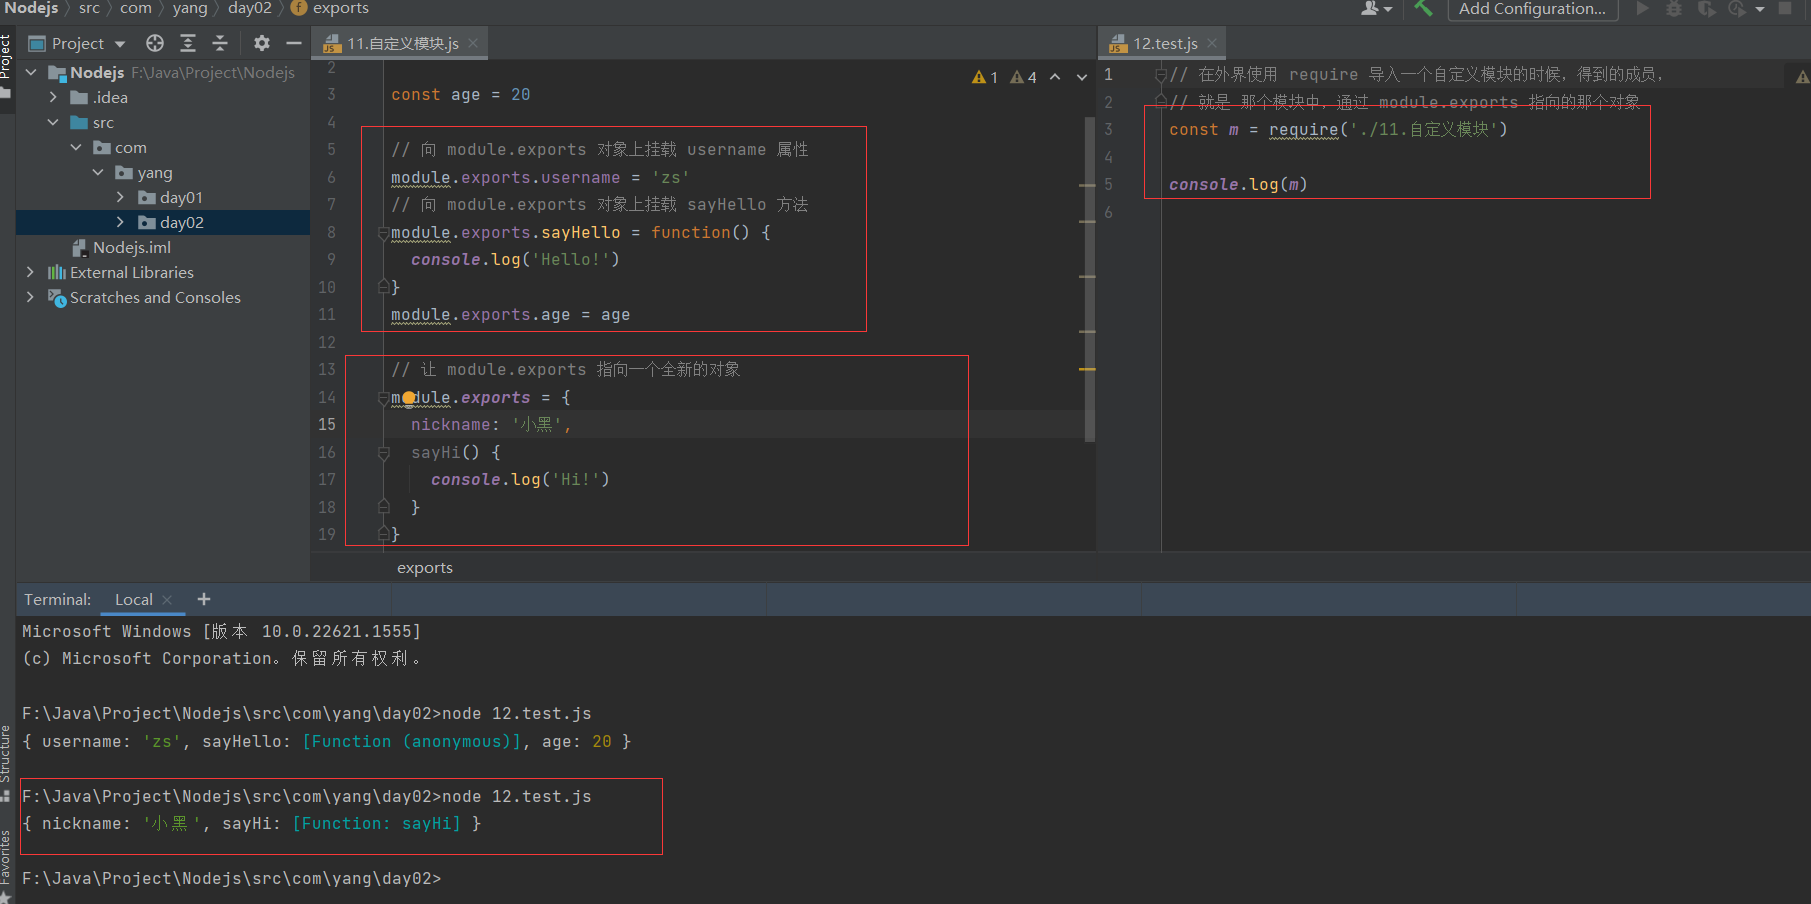 Nodejs src com yang day02 exports
Add Configuration...
Project
Project
Nodejs F:\Java\Project\Nodejs
.idea
src
com
yang
day01
day02
Nodejs.iml
External Libraries
Scratches and Consoles
11.自定义模块.js
1 4
2
3 const age = 20
4
5 // 向 module.exports 对象上挂载 username 属性
6 module.exports.username = 'zs'
7 // 向 module.exports 对象上挂载 sayHello 方法
8 module.exports.sayHello = function() {
9 console.log('Hello!')
10 }
11 module.exports.age = age
12
13 // 让 module.exports 指向一个全新的对象
14 module.exports = {
15 nickname: '小黑',
16 sayHi() {
17 console.log('Hi!')
18 }
19 }
exports
12.test.js
1 // 在外界使用 require 导入一个自定义模块的时候，得到的成员，
2 // 就是 那个模块中，通过 module.exports 指向的那个对象
3 const m = require('./11.自定义模块')
4
5 console.log(m)
6
Terminal: Local +
Microsoft Windows [版本 10.0.22621.1555]
(c) Microsoft Corporation。保留所有权利。
F:\Java\Project\Nodejs\src\com\yang\day02>node 12.test.js
{ username: 'zs', sayHello: [Function (anonymous)], age: 20 }
F:\Java\Project\Nodejs\src\com\yang\day02>node 12.test.js
{ nickname: '小黑', sayHi: [Function: sayHi] }
F:\Java\Project\Nodejs\src\com\yang\day02>
Structure
Favorites